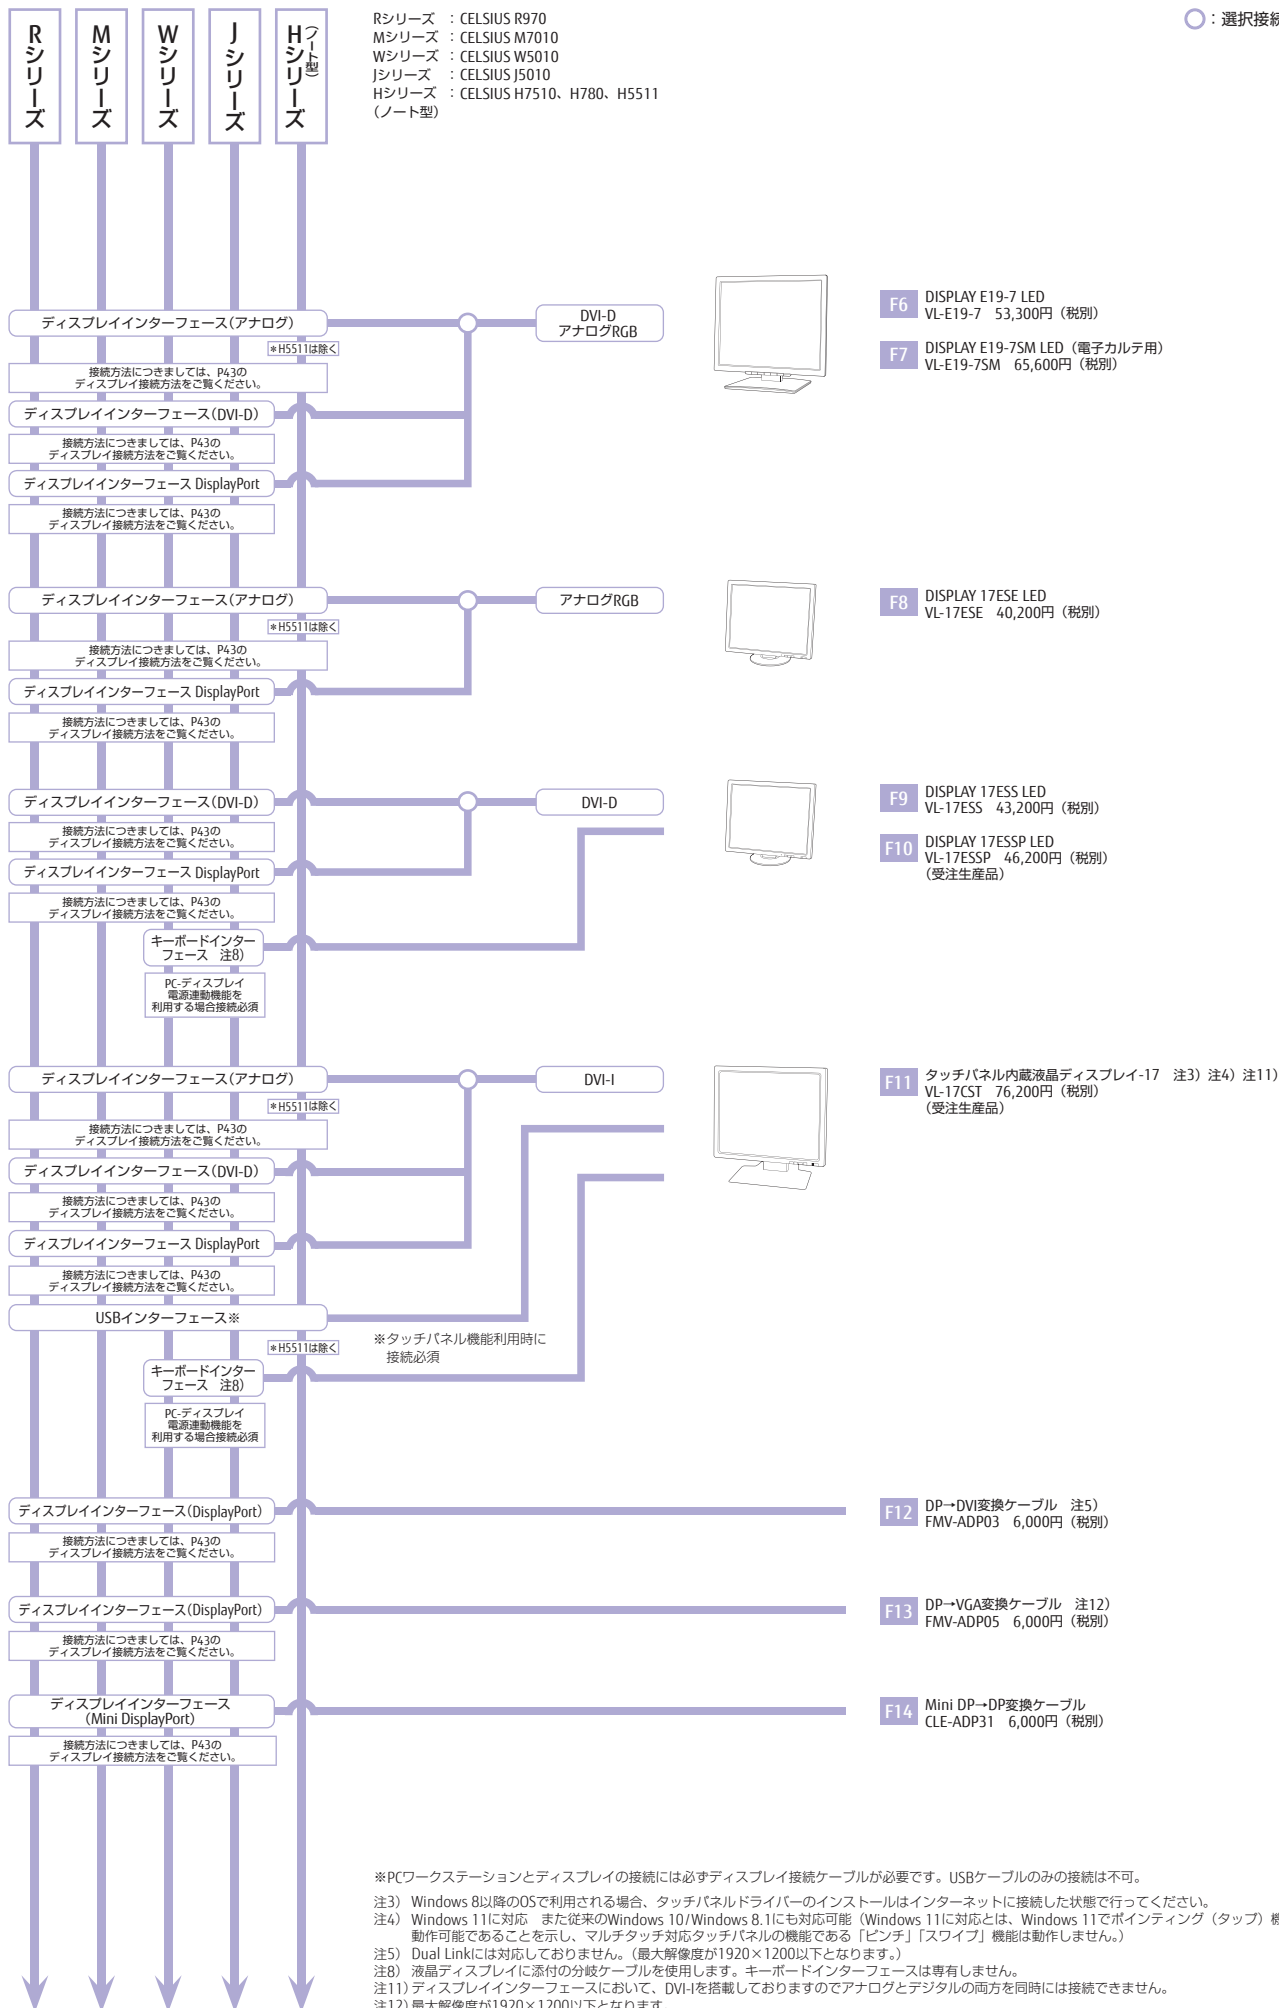 Rシリーズ
Mシリーズ
Wシリーズ
Jシリーズ
Hシリーズ(ノート型)
Rシリーズ ：CELSIUS R970
Mシリーズ ：CELSIUS M7010
Wシリーズ ：CELSIUS W5010
Jシリーズ ：CELSIUS J5010
Hシリーズ ：CELSIUS H7510、H780、H5511
(ノート型)
○：選択接続
ディスプレイインターフェース(アナログ)
＊H5511は除く
接続方法につきましては、P43の
ディスプレイ接続方法をご覧ください。
ディスプレイインターフェース(DVI-D)
接続方法につきましては、P43の
ディスプレイ接続方法をご覧ください。
ディスプレイインターフェース DisplayPort
接続方法につきましては、P43の
ディスプレイ接続方法をご覧ください。
DVI-D
アナログRGB
F6 DISPLAY E19-7 LED
VL-E19-7 53,300円（税別）
F7 DISPLAY E19-7SM LED（電子カルテ用）
VL-E19-7SM 65,600円（税別）
ディスプレイインターフェース(アナログ)
＊H5511は除く
接続方法につきましては、P43の
ディスプレイ接続方法をご覧ください。
ディスプレイインターフェース DisplayPort
接続方法につきましては、P43の
ディスプレイ接続方法をご覧ください。
アナログRGB
F8 DISPLAY 17ESE LED
VL-17ESE 40,200円（税別）
ディスプレイインターフェース(DVI-D)
接続方法につきましては、P43の
ディスプレイ接続方法をご覧ください。
ディスプレイインターフェース DisplayPort
接続方法につきましては、P43の
ディスプレイ接続方法をご覧ください。
キーボードインター
フェース 注8)
PC-ディスプレイ
電源連動機能を
利用する場合接続必須
DVI-D
F9 DISPLAY 17ESS LED
VL-17ESS 43,200円（税別）
F10 DISPLAY 17ESSP LED
VL-17ESSP 46,200円（税別）
(受注生産品)
ディスプレイインターフェース(アナログ)
＊H5511は除く
接続方法につきましては、P43の
ディスプレイ接続方法をご覧ください。
ディスプレイインターフェース(DVI-D)
接続方法につきましては、P43の
ディスプレイ接続方法をご覧ください。
ディスプレイインターフェース DisplayPort
接続方法につきましては、P43の
ディスプレイ接続方法をご覧ください。
USBインターフェース※
＊H5511は除く
キーボードインター
フェース 注8)
PC-ディスプレイ
電源連動機能を
利用する場合接続必須
DVI-I
※タッチパネル機能利用時に
接続必須
F11 タッチパネル内蔵液晶ディスプレイ-17 注3）注4）注11）
VL-17CST 76,200円（税別）
(受注生産品)
ディスプレイインターフェース(DisplayPort)
接続方法につきましては、P43の
ディスプレイ接続方法をご覧ください。
F12 DP→DVI変換ケーブル 注5）
FMV-ADP03 6,000円（税別）
ディスプレイインターフェース(DisplayPort)
接続方法につきましては、P43の
ディスプレイ接続方法をご覧ください。
F13 DP→VGA変換ケーブル 注12）
FMV-ADP05 6,000円（税別）
ディスプレイインターフェース
(Mini DisplayPort)
接続方法につきましては、P43の
ディスプレイ接続方法をご覧ください。
F14 Mini DP→DP変換ケーブル
CLE-ADP31 6,000円（税別）
※PCワークステーションとディスプレイの接続には必ずディスプレイ接続ケーブルが必要です。USBケーブルのみの接続は不可。
注3） Windows 8以降のOSで利用される場合、タッチパネルドライバーのインストールはインターネットに接続した状態で行ってください。
注4） Windows 11に対応 また従来のWindows 10/Windows 8.1にも対応可能（Windows 11に対応とは、Windows 11でポインティング（タップ）機
動作可能であることを示し、マルチタッチ対応タッチパネルの機能である「ピンチ」「スワイプ」機能は動作しません。）
注5） Dual Linkには対応しておりません。（最大解像度が1920×1200以下となります。）
注8） 液晶ディスプレイに添付の分岐ケーブルを使用します。キーボードインターフェースは専有しません。
注11）ディスプレイインターフェースにおいて、DVI-Iを搭載しておりますのでアナログとデジタルの両方を同時には接続できません。
注12）最大解像度が1920×1200以下となります。